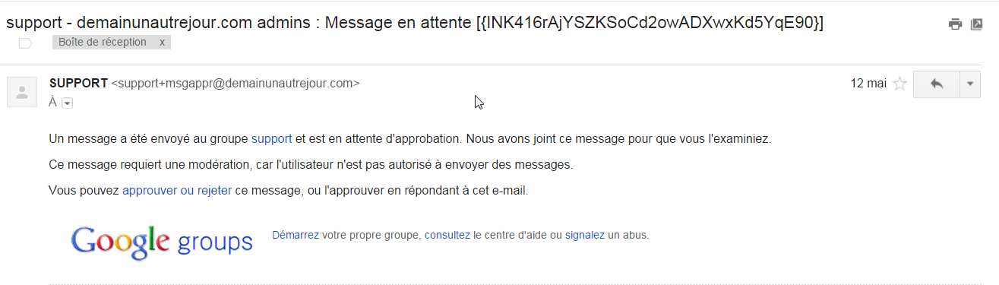 support - demainunautrejour.com admins : Message en attente [{INK416rAjYSZKSoCd2owADXwxKd5YqE90}]
Boîte de réception x
SUPPORT <support+msgappr@demainunautrejour.com> 12 mai
À
Un message a été envoyé au groupe support et est en attente d'approbation. Nous avons joint ce message pour que vous l'examiniez.
Ce message requiert une modération, car l'utilisateur n'est pas autorisé à envoyer des messages.
Vous pouvez approuver ou rejeter ce message, ou l'approuver en répondant à cet e-mail.
Google groups Démarrez votre propre groupe, consultez le centre d'aide ou signalez un abus.